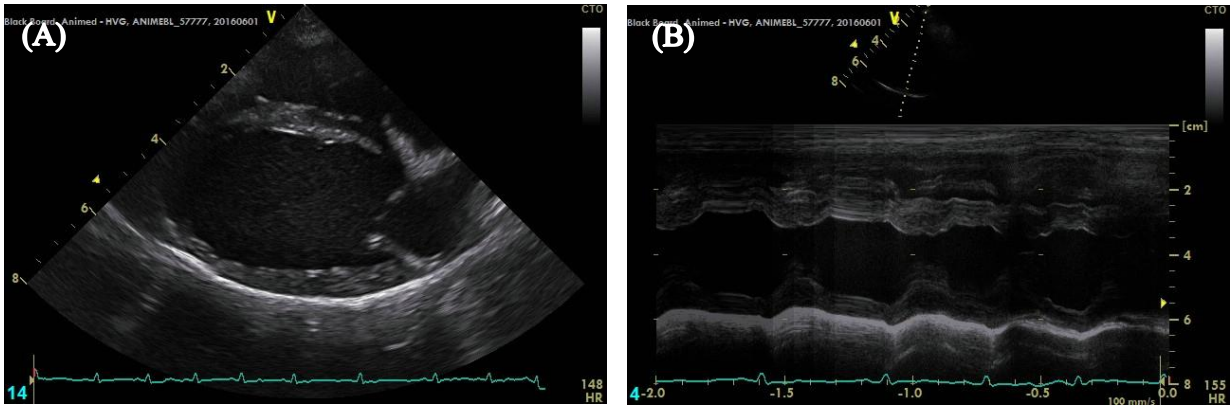 Black Board, Animed - HVG, ANIMEBL_57777, 20160601
V
CTO
(A)
2
4
6
8
14
148
HR
Black Board, Animed - HVG, ANIMEBL_57777, 20160601
V
CTO
(B)
4
6
8
[cm]
2
4
6
8
4
-2.0
-1.5
-1.0
-0.5
0.0
100 mm/s
155
HR